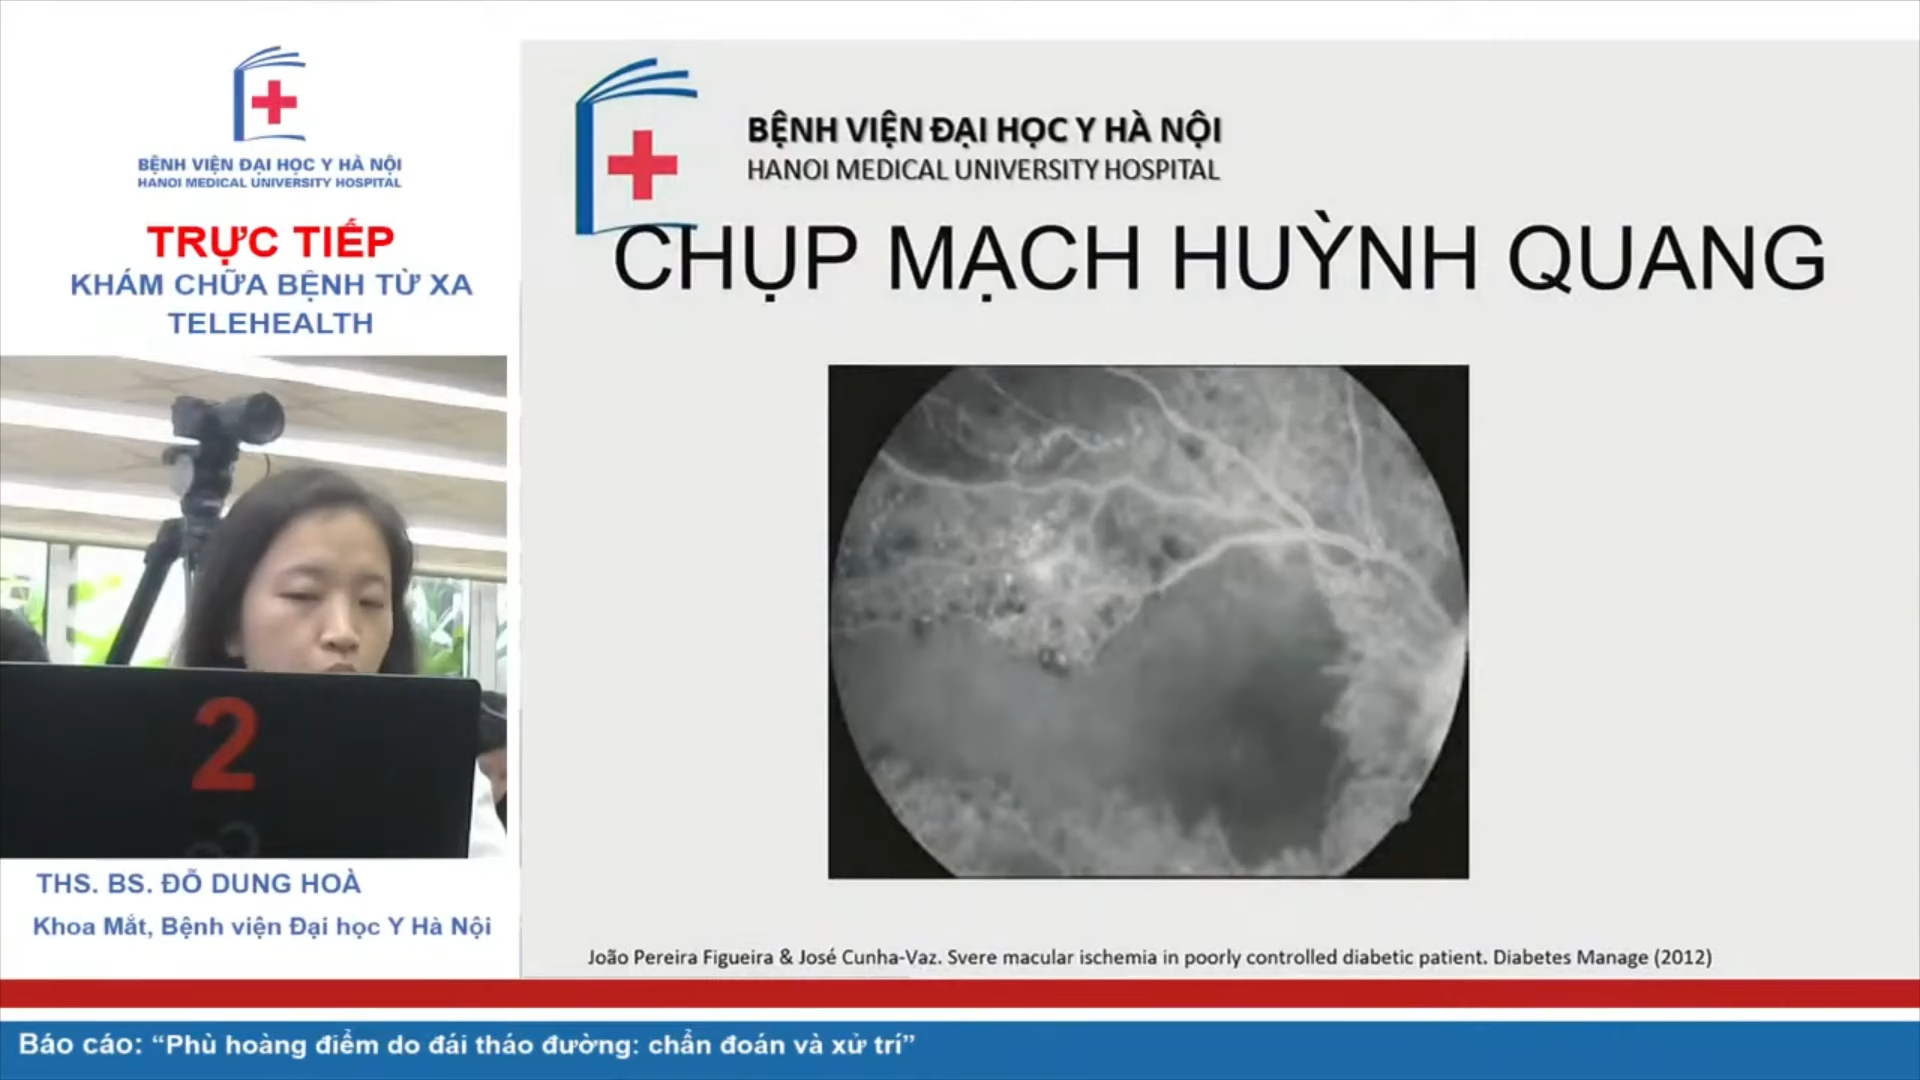 BỆNH VIỆN ĐẠI HỌC Y HÀ NỘI
HANOI MEDICAL UNIVERSITY HOSPITAL
TRỰC TIẾP
KHÁM CHỮA BỆNH TỪ XA
TELEHEALTH
2
THS. BS. ĐỖ DUNG HOÀ
Khoa Mắt, Bệnh viện Đại học Y Hà Nội
BỆNH VIỆN ĐẠI HỌC Y HÀ NỘI
HANOI MEDICAL UNIVERSITY HOSPITAL
CHỤP MẠCH HUỲNH QUANG
João Pereira Figueira & José Cunha-Vaz. Svere macular ischemia in poorly controlled diabetic patient. Diabetes Manage (2012)
Báo cáo: “Phù hoàng điểm do đái tháo đường: chẩn đoán và xử trí”